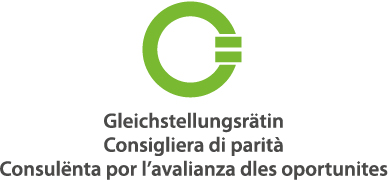 Gleichstellungsrätin
Consigliera di parità
Consulënta por l’avalianza dles oportunites